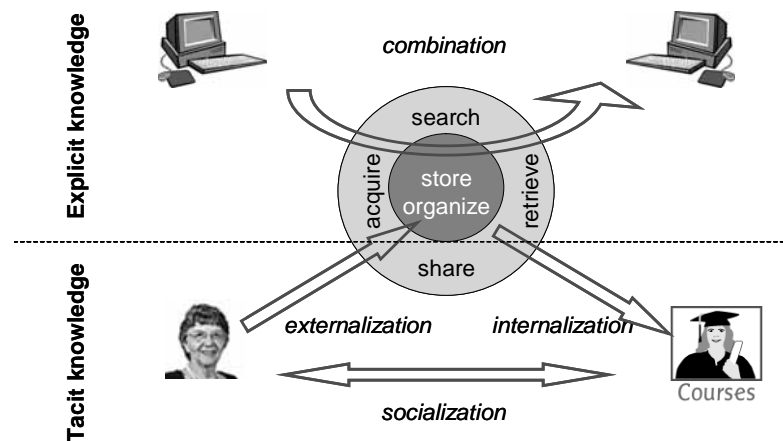 Explicit knowledge
combination
search
acquire
store
organize
retrieve
share
Tacit knowledge
externalization
internalization
socialization
Courses